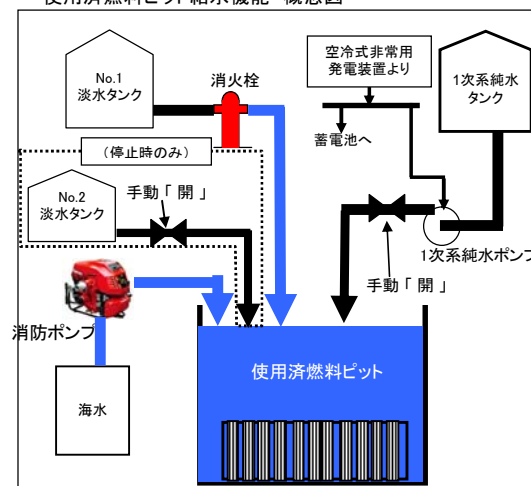 使用済燃料ピット給水機能 概念図
No.1
淡水タンク
消火栓
空冷式非常用
発電装置より
1次系純水
タンク
蓄電池へ
(停止時のみ)
No.2
淡水タンク
手動「開」
1次系純水ポンプ
手動「開」
消防ポンプ
使用済燃料ピット
海水